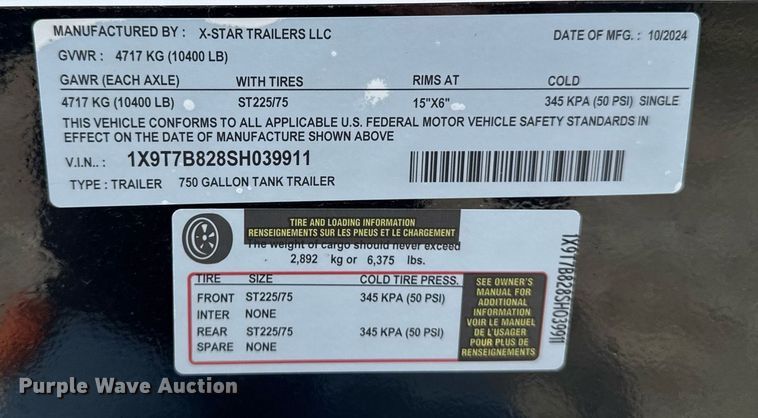 MANUFACTURED BY : X-STAR TRAILERS LLC DATE OF MFG. : 10/2024
GVWR : 4717 KG (10400 LB)
GAWR (EACH AXLE) WITH TIRES RIMS AT COLD
4717 KG (10400 LB) ST225/75 15"X6" 345 KPA (50 PSI) SINGLE
THIS VEHICLE CONFORMS TO ALL APPLICABLE U.S. FEDERAL MOTOR VEHICLE SAFETY STANDARDS IN
EFFECT ON THE DATE OF MANUFACTURE SHOWN ABOVE
V.I.N.. : 1X9T7B828SH039911
TYPE : TRAILER 750 GALLON TANK TRAILER
TIRE AND LOADING INFORMATION
RENSEIGNEMENTS SUR LES PNEUS ET LE CHARGEMENT
The weight of cargo should never exceed
2,892 kg or 6,375 lbs.
TIRE SIZE COLD TIRE PRESS.
FRONT ST225/75 345 KPA (50 PSI)
INTER NONE
REAR ST225/75 345 KPA (50 PSI)
SPARE NONE
SEE OWNER'S
MANUAL FOR
ADDITIONAL
INFORMATION
VOIR LE MANUEL
DE L'USAGER
POUR PLUS DE
RENSEIGNEMENTS
1X9T7B828SH039911
Purple Wave Auction